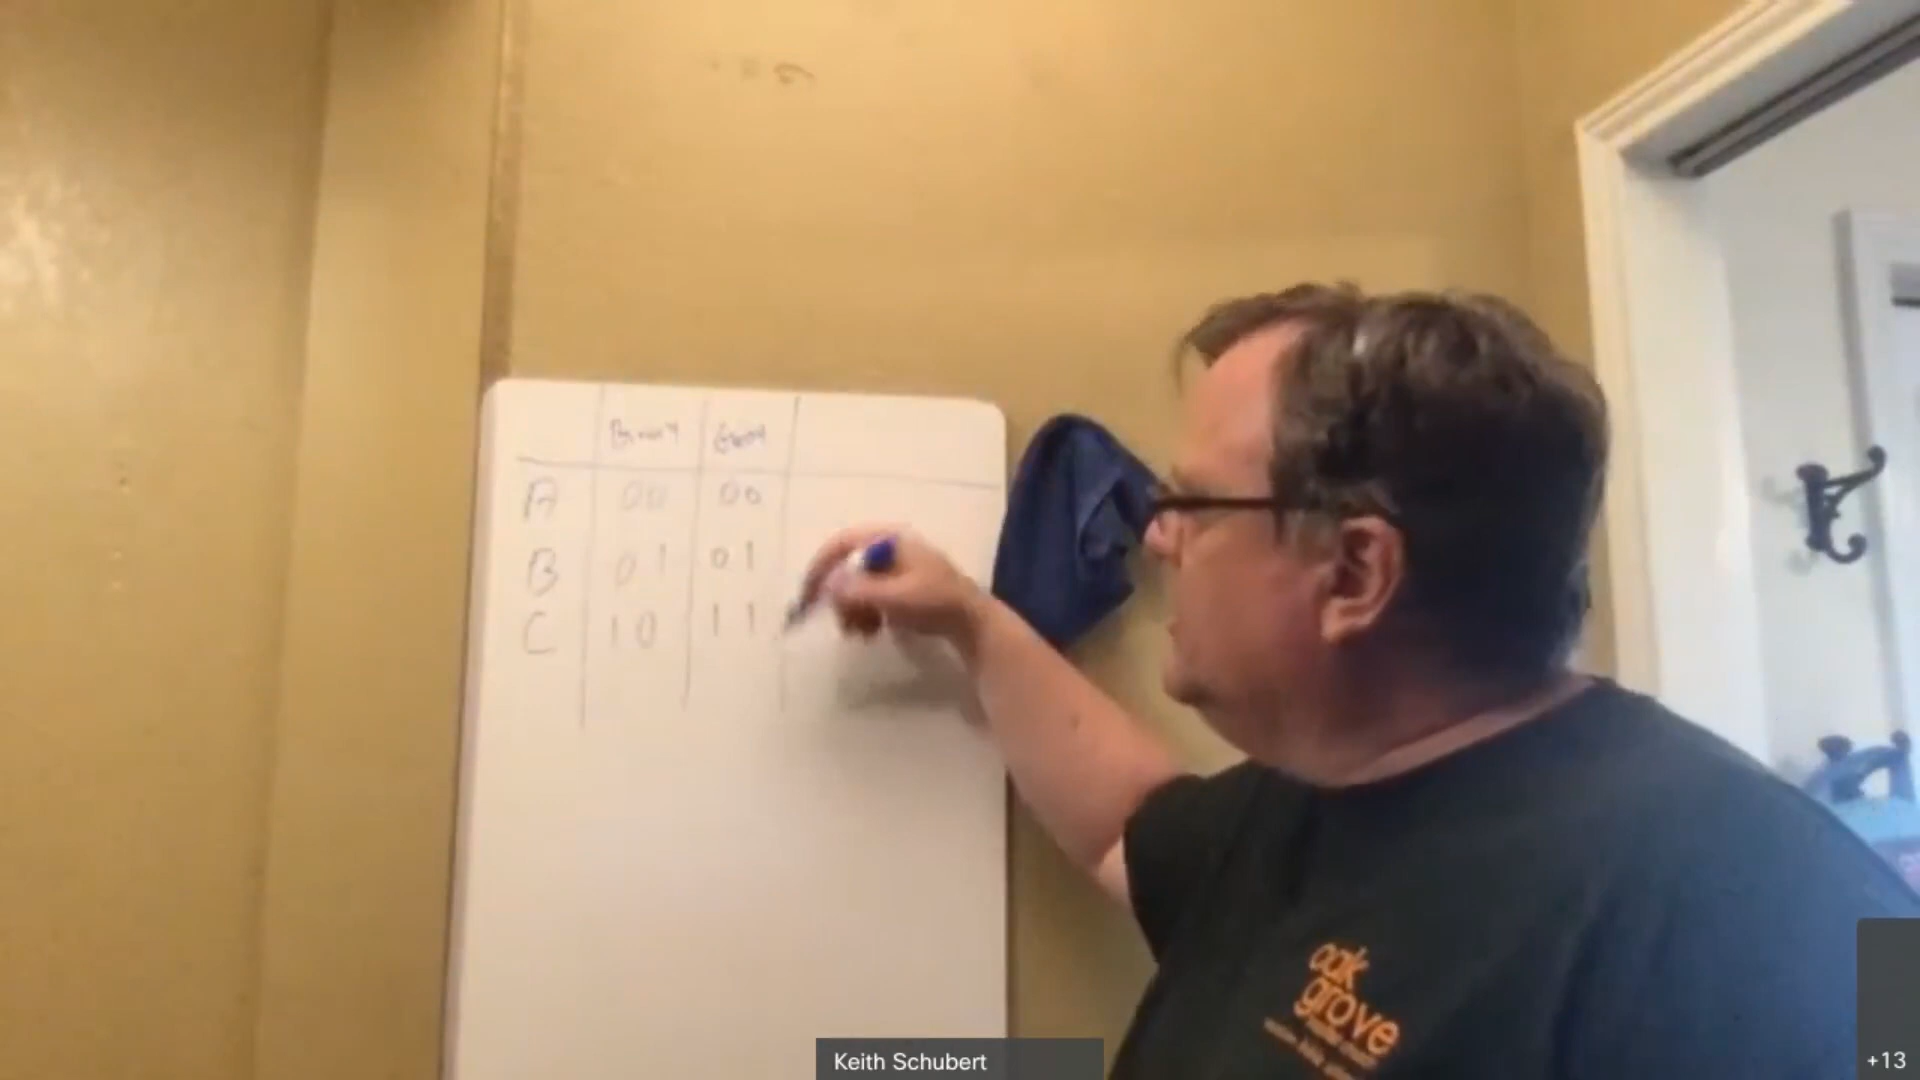 Binary Gray
A 00 00
B 01 01
C 10 11
oak
grove
Keith Schubert
+13